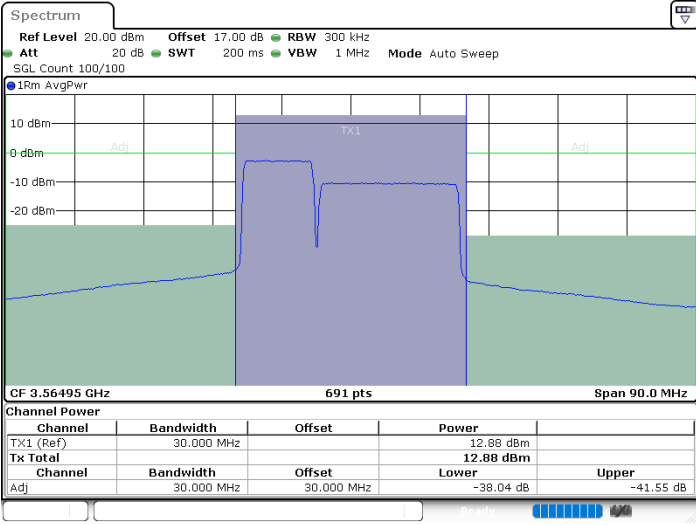 Spectrum
Ref Level 20.00 dBm Offset 17.00 dB RBW 300 kHz
Att 20 dB SWT 200 ms VBW 1 MHz Mode Auto Sweep
SGL Count 100/100
1Rm AvgPwr
10 dBm
TX1
Adj
Adj
0 dBm
-10 dBm
-20 dBm
CF 3.56495 GHz 691 pts Span 90.0 MHz
Channel Power
Channel Bandwidth Offset Power
TX1 (Ref) 30.000 MHz 12.88 dBm
Tx Total 12.88 dBm
Channel Bandwidth Offset Lower Upper
Adj 30.000 MHz 30.000 MHz -38.04 dB -41.55 dB
Ready